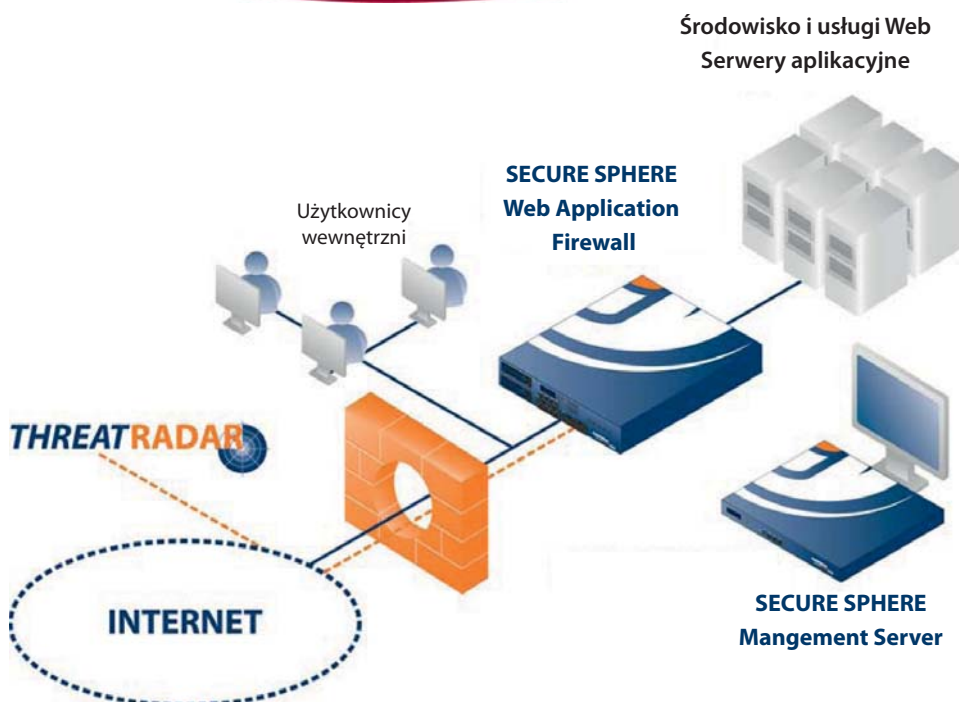 Środowisko i usługi Web
Serwery aplikacyjne
SECURE SPHERE
Web Application
Firewall
Użytkownicy
wewnętrzni
THREATRADAR
INTERNET
SECURE SPHERE
Mangement Server